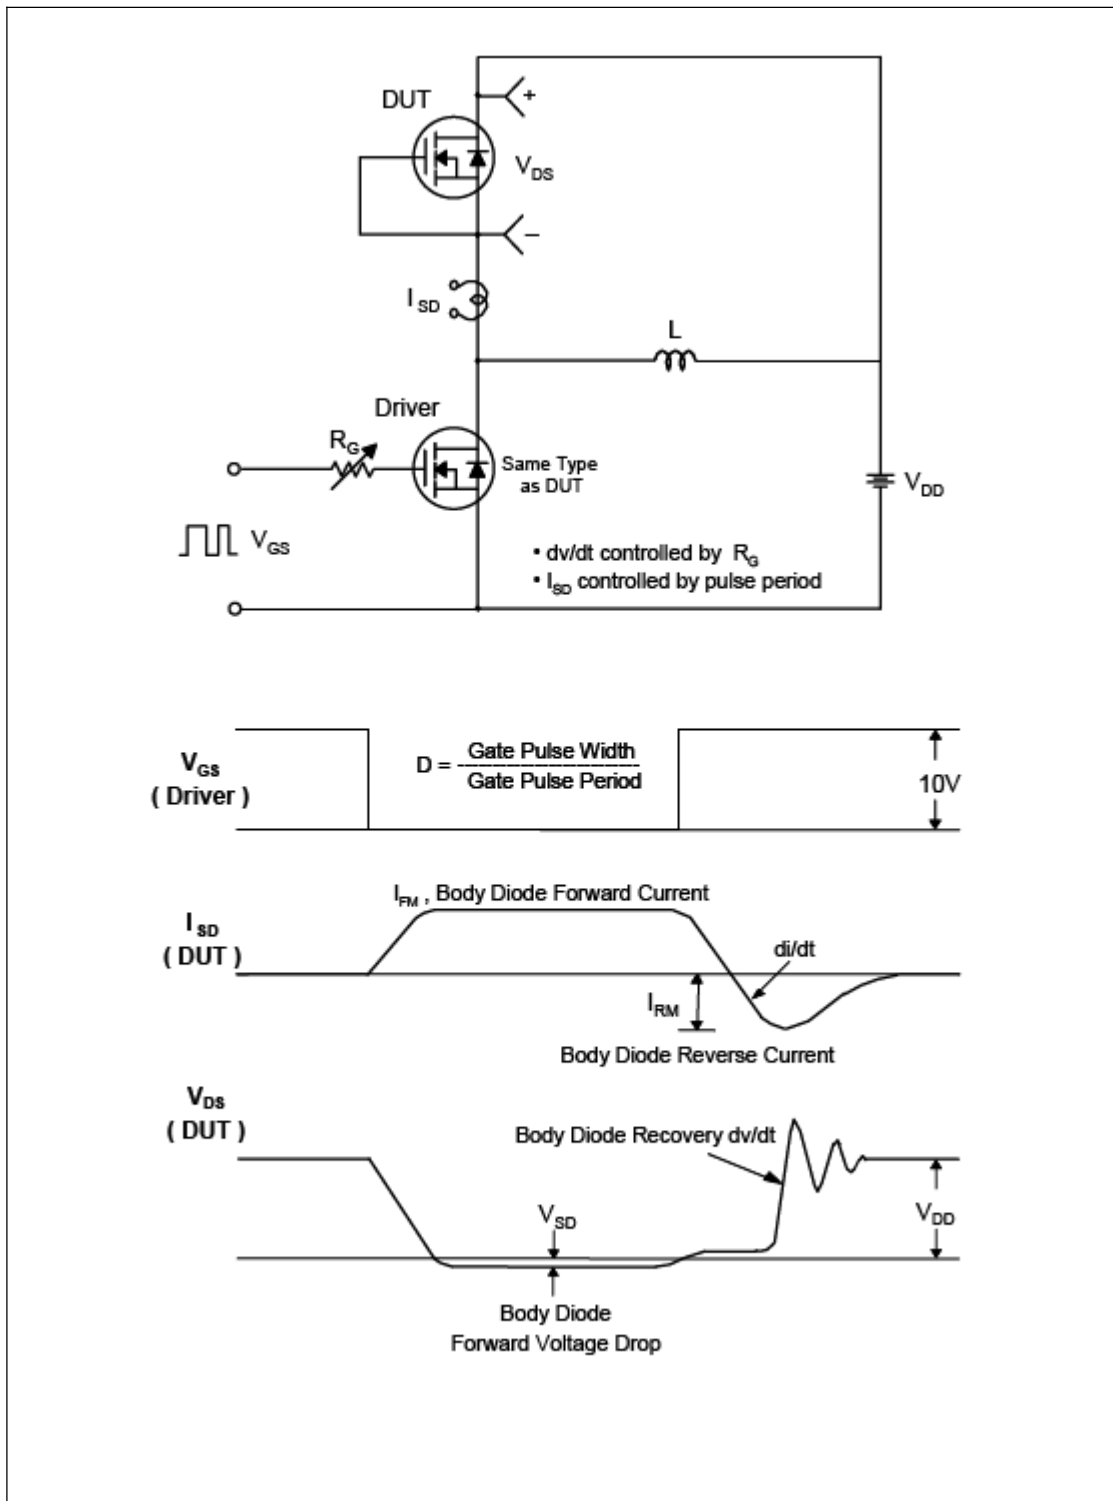 DUT
+
V_DS
−
I_SD
L
Driver
R_G
Same Type
as DUT
V_DD
V_GS
• dv/dt controlled by R_G
• I_SD controlled by pulse period
V_GS
( Driver )
D = Gate Pulse Width
Gate Pulse Period
10V
I_FM , Body Diode Forward Current
I_SD
( DUT )
di/dt
I_RM
Body Diode Reverse Current
V_DS
( DUT )
Body Diode Recovery dv/dt
V_SD
V_DD
Body Diode
Forward Voltage Drop